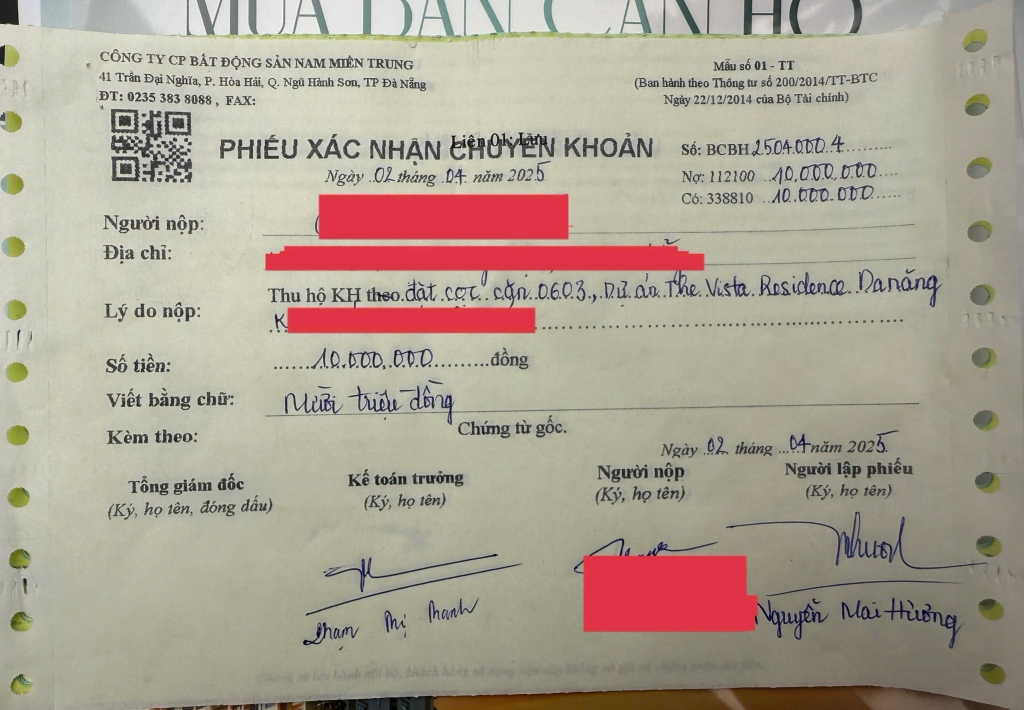 MUA BÁN CĂN HỘ
CÔNG TY CP BẤT ĐỘNG SẢN NAM MIỀN TRUNG
41 Trần Đại Nghĩa, P. Hòa Hải, Q. Ngũ Hành Sơn, TP Đà Nẵng
ĐT: 0235 383 8088 , FAX:
Mẫu số 01 - TT
(Ban hành theo Thông tư số 200/2014/TT-BTC
Ngày 22/12/2014 của Bộ Tài chính)
Liên 01: Lưu
PHIẾU XÁC NHẬN CHUYỂN KHOẢN
Ngày 02 tháng 04 năm 2025
Số: BCBH 2504.000.4
Nợ: 112100 10.000.000
Có: 338810 10.000.000
Người nộp:
Địa chỉ:
Lý do nộp:
Thu hộ KH theo đặt cọc căn 0603, Dự án The Vista Residence Da nẵng
K
Số tiền: 10.000.000 đồng
Viết bằng chữ: Mười triệu đồng
Kèm theo: Chứng từ gốc.
Ngày 02 tháng 04 năm 2025
Tổng giám đốc
(Ký, họ tên, đóng dấu)
Kế toán trưởng
(Ký, họ tên)
Người nộp
(Ký, họ tên)
Người lập phiếu
(Ký, họ tên)
Phạm Thị Thanh
Nguyễn Mai Hương